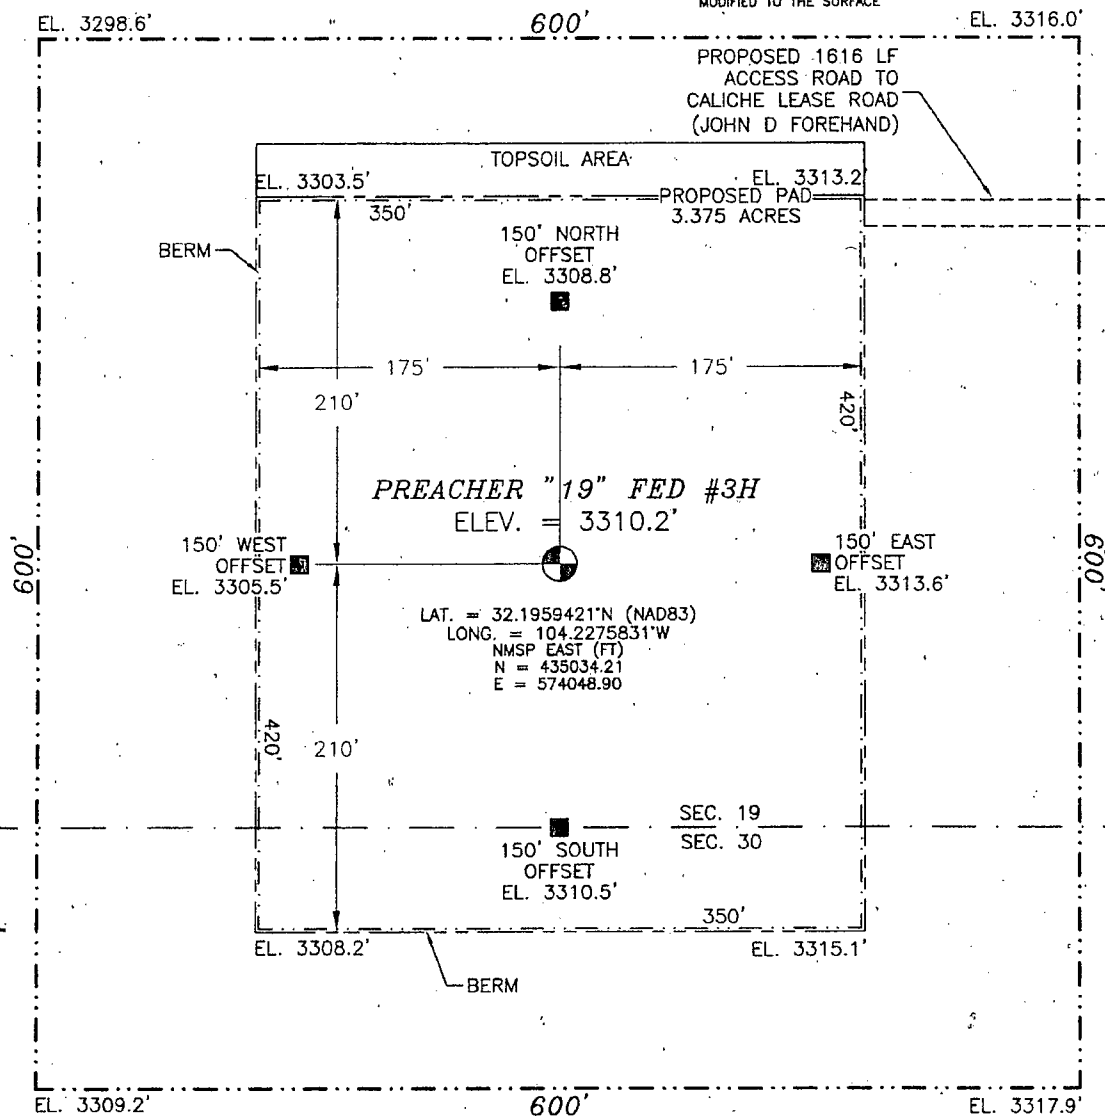 MODIFIED TO THE SURFACE
EL. 3298.6'
600'
EL. 3316.0'
PROPOSED 1616 LF
ACCESS ROAD TO
CALICHE LEASE ROAD
(JOHN D FOREHAND)
TOPSOIL AREA
EL. 3303.5'
EL. 3313.2'
350'
PROPOSED PAD
3.375 ACRES
BERM
150' NORTH
OFFSET
EL. 3308.8'
175'
175'
210'
420'
PREACHER "19" FED #3H
ELEV. = 3310.2'
150' WEST
OFFSET
EL. 3305.5'
150' EAST
OFFSET
EL. 3313.6'
600'
600'
LAT. = 32.1959421°N (NAD83)
LONG. = 104.2275831°W
NMSP EAST (FT)
N = 435034.21
E = 574048.90
420'
210'
SEC. 19
SEC. 30
150' SOUTH
OFFSET
EL. 3310.5'
350'
EL. 3308.2'
EL. 3315.1'
BERM
EL. 3309.2'
600'
EL. 3317.9'